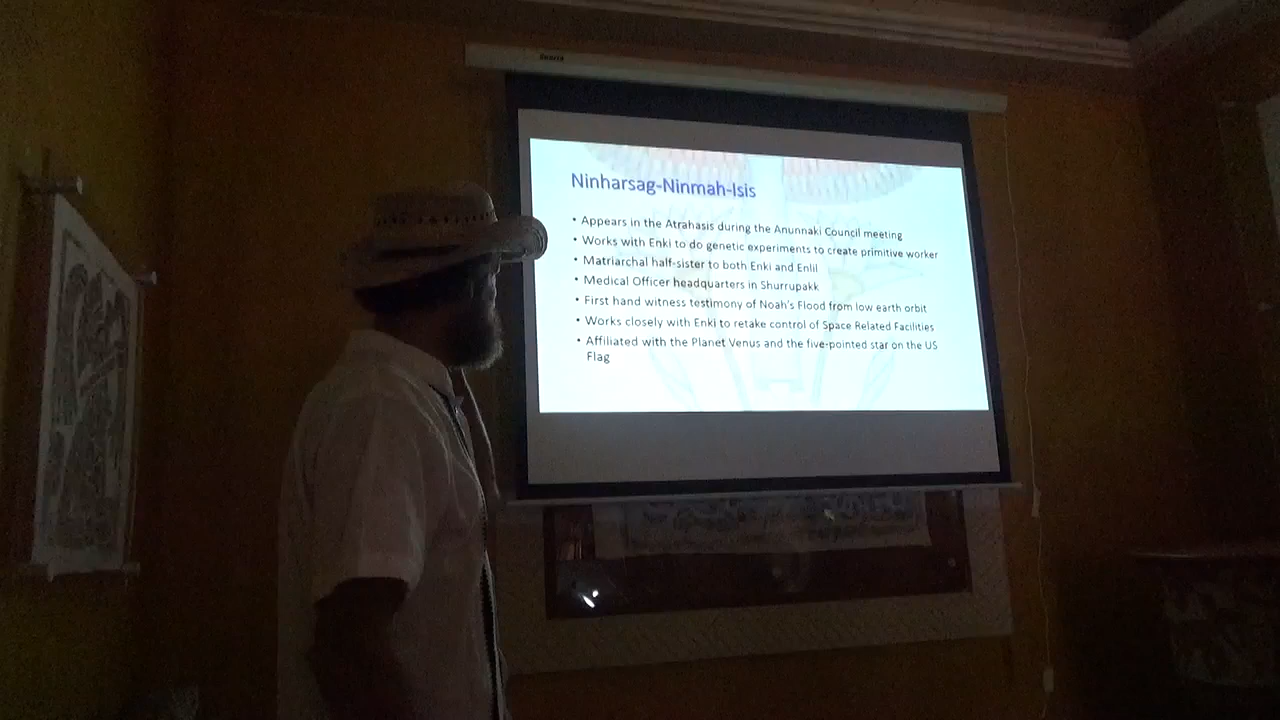 Ninharsag-Ninmah-Isis
• Appears in the Atrahasis during the Anunnaki Council meeting
• Works with Enki to do genetic experiments to create primitive worker
• Matriarchal half-sister to both Enki and Enlil
• Medical Officer headquarters in Shurrupakk
• First hand witness testimony of Noah's Flood from low earth orbit
• Works closely with Enki to retake control of Space Related Facilities
• Affiliated with the Planet Venus and the five-pointed star on the US
Flag